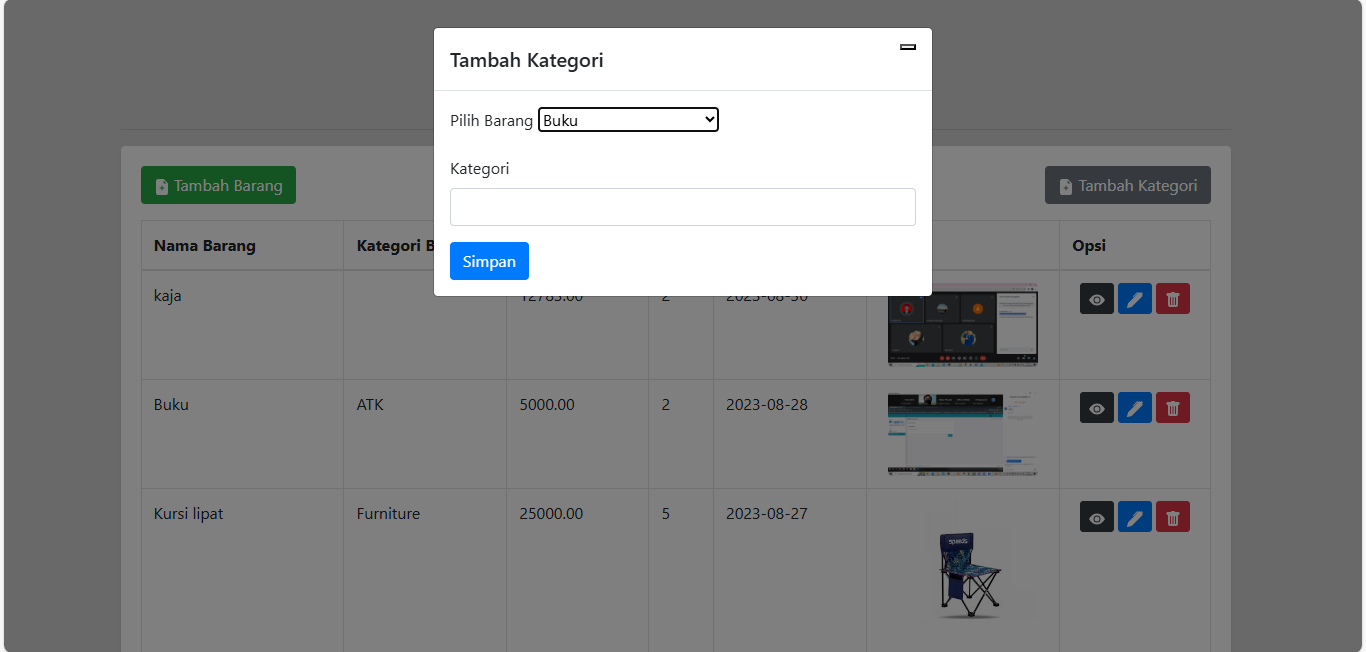 Tambah Kategori
Pilih Barang Buku
Kategori
Simpan
Tambah Barang
Tambah Kategori
Nama Barang Kategori B Opsi
kaja 12783.00 2 2023-08-30
Buku ATK 5000.00 2 2023-08-28
Kursi lipat Furniture 25000.00 5 2023-08-27
speeds